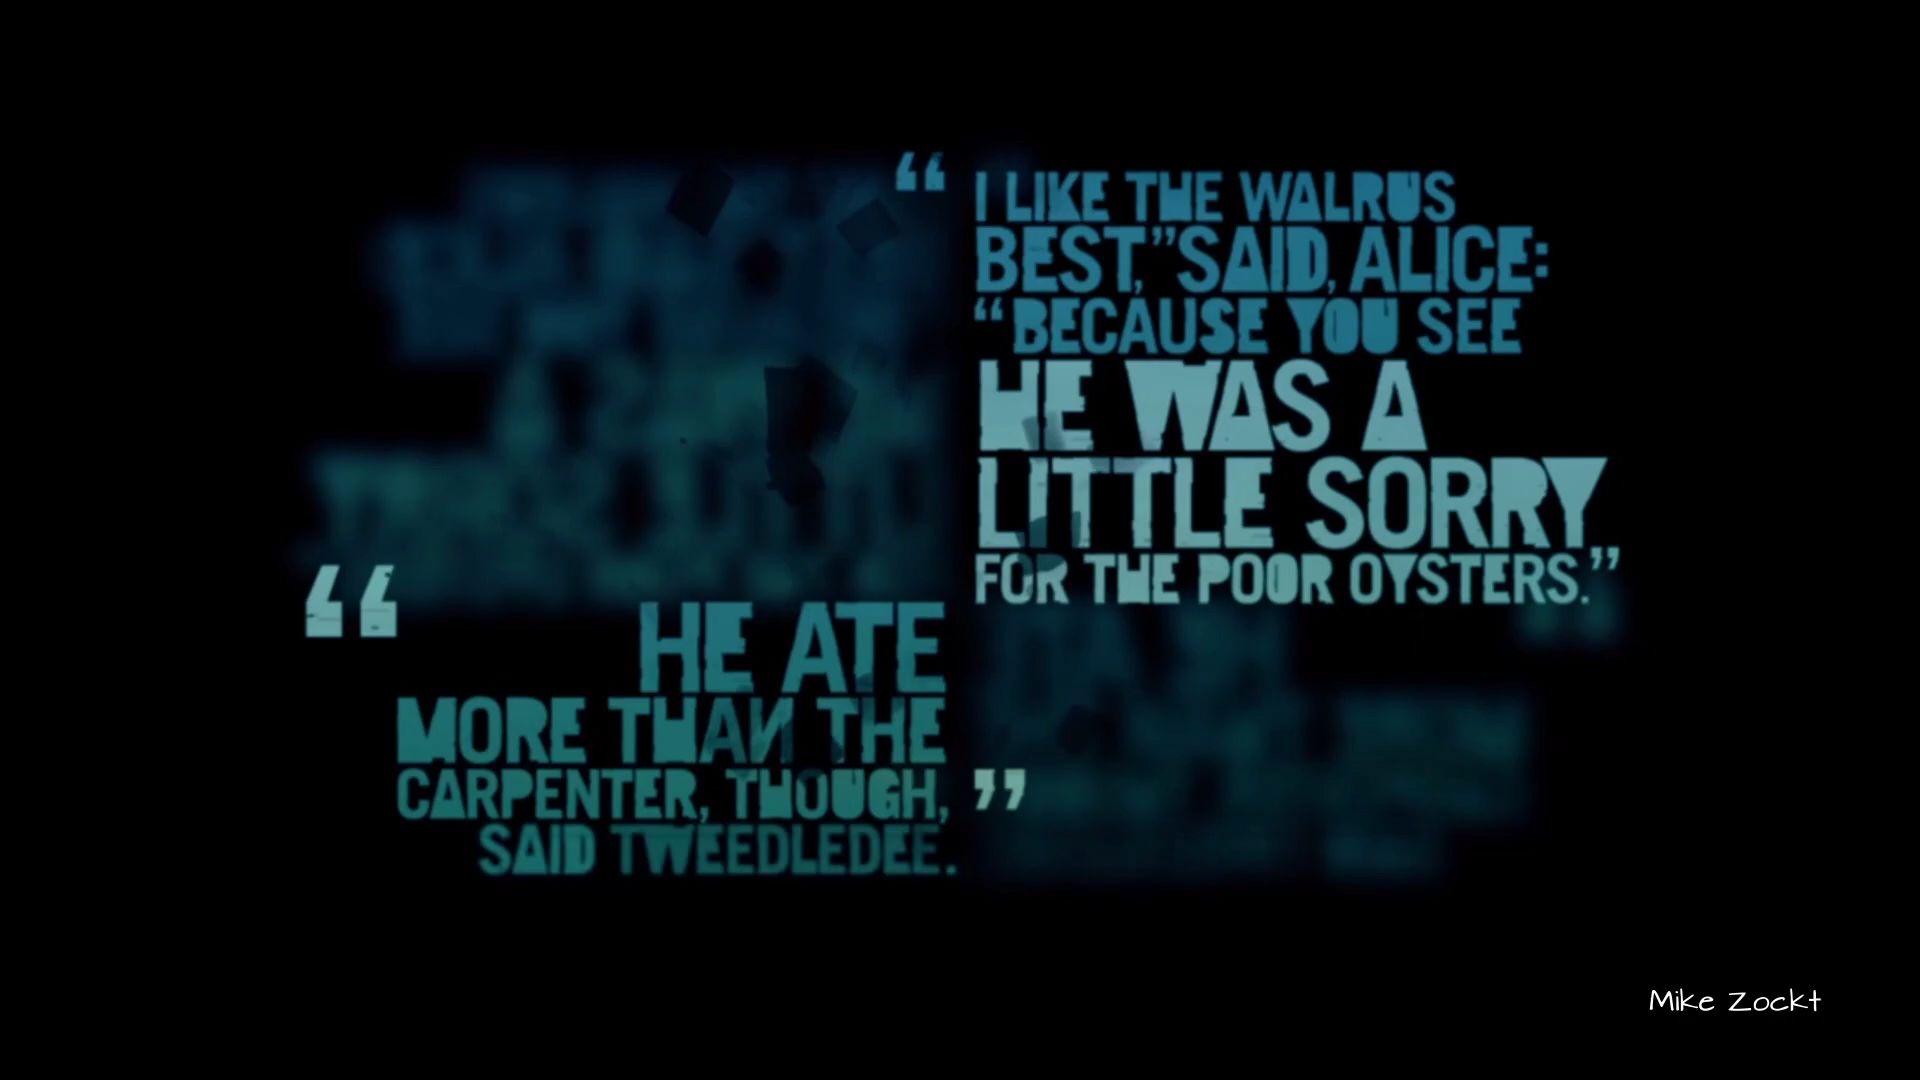 “ I LIKE THE WALRUS
BEST,” SAID, ALICE:
“BECAUSE YOU SEE
HE WAS A
LITTLE SORRY
FOR THE POOR OYSTERS.”
“ HE ATE
MORE THAN THE
CARPENTER, THOUGH, ”
SAID TWEEDLEDEE.
Mike Zockt